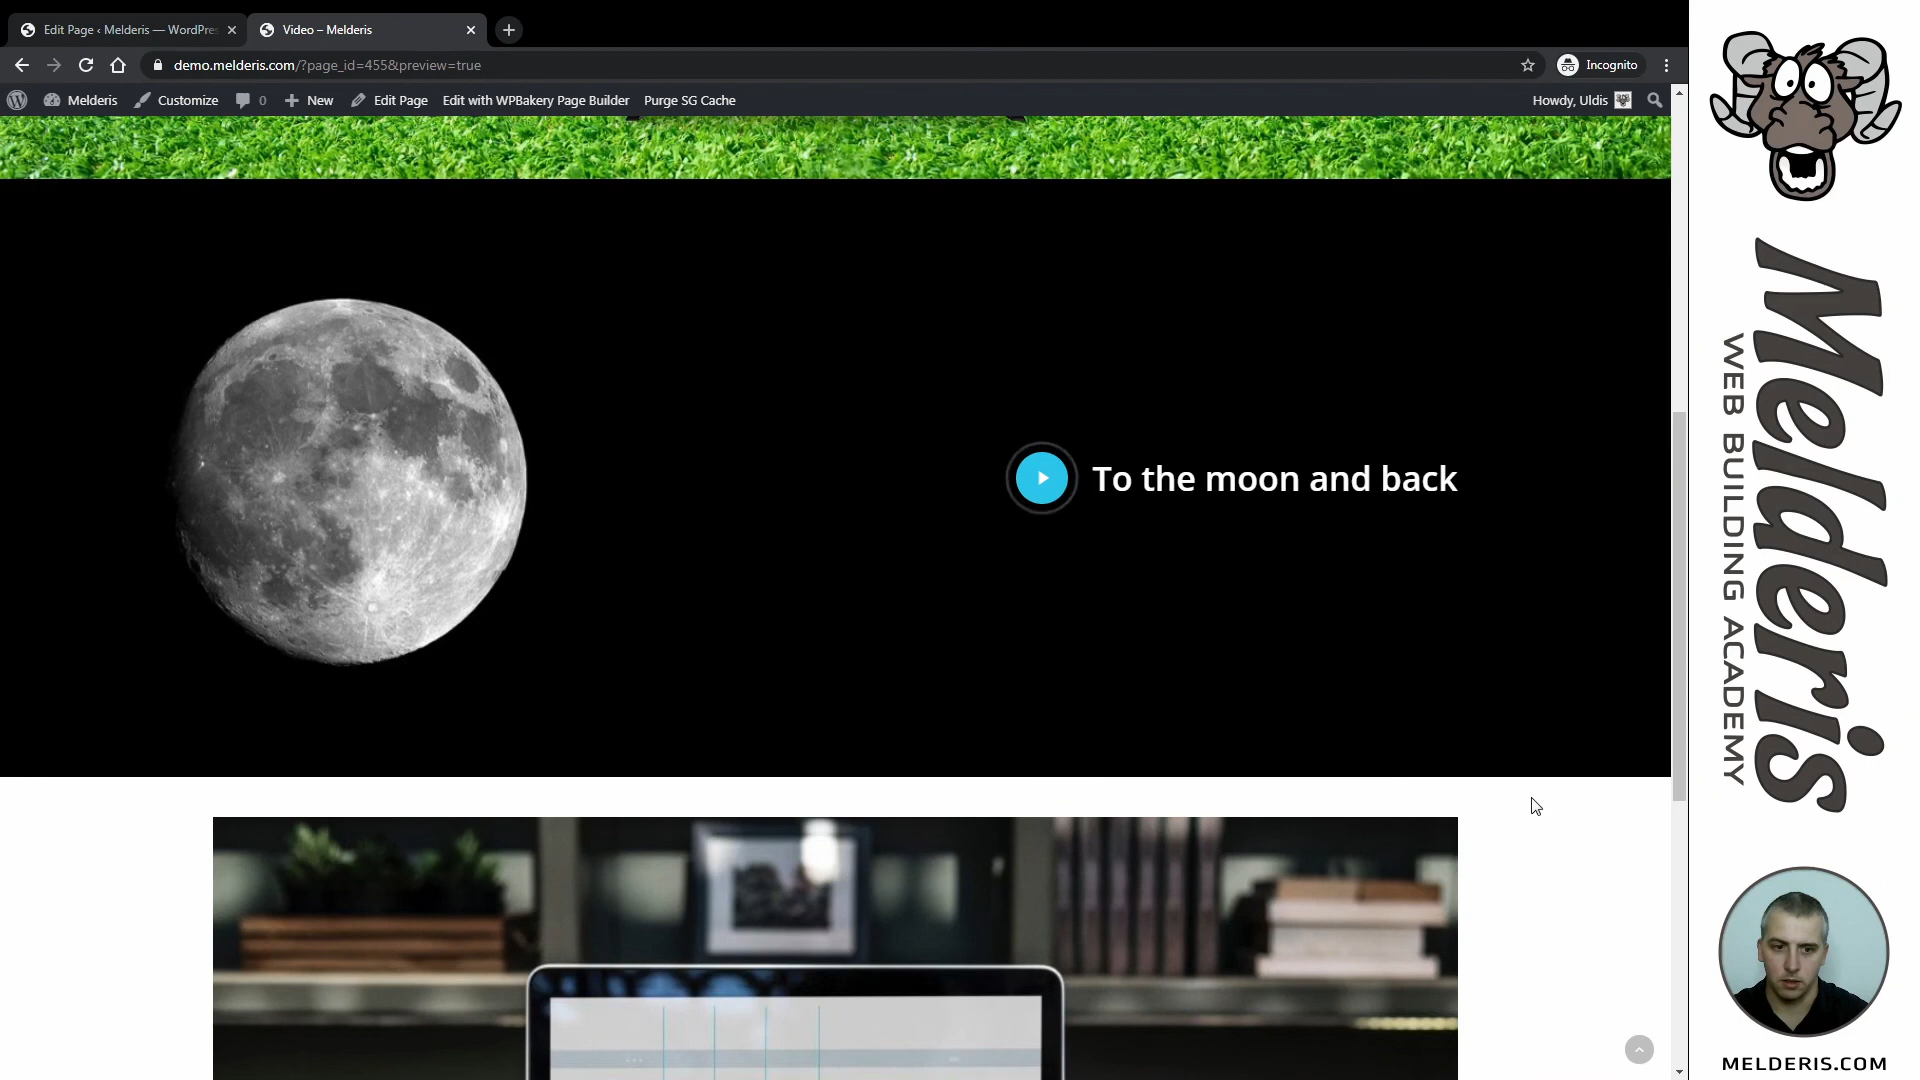 Edit Page ‹ Melderis — WordPres
Video – Melderis
demo.melderis.com/?page_id=455&preview=true
Incognito
Melderis
Customize
0
New
Edit Page
Edit with WPBakery Page Builder
Purge SG Cache
Howdy, Uldis
To the moon and back
Melderis
WEB BUILDING ACADEMY
MELDERIS.COM